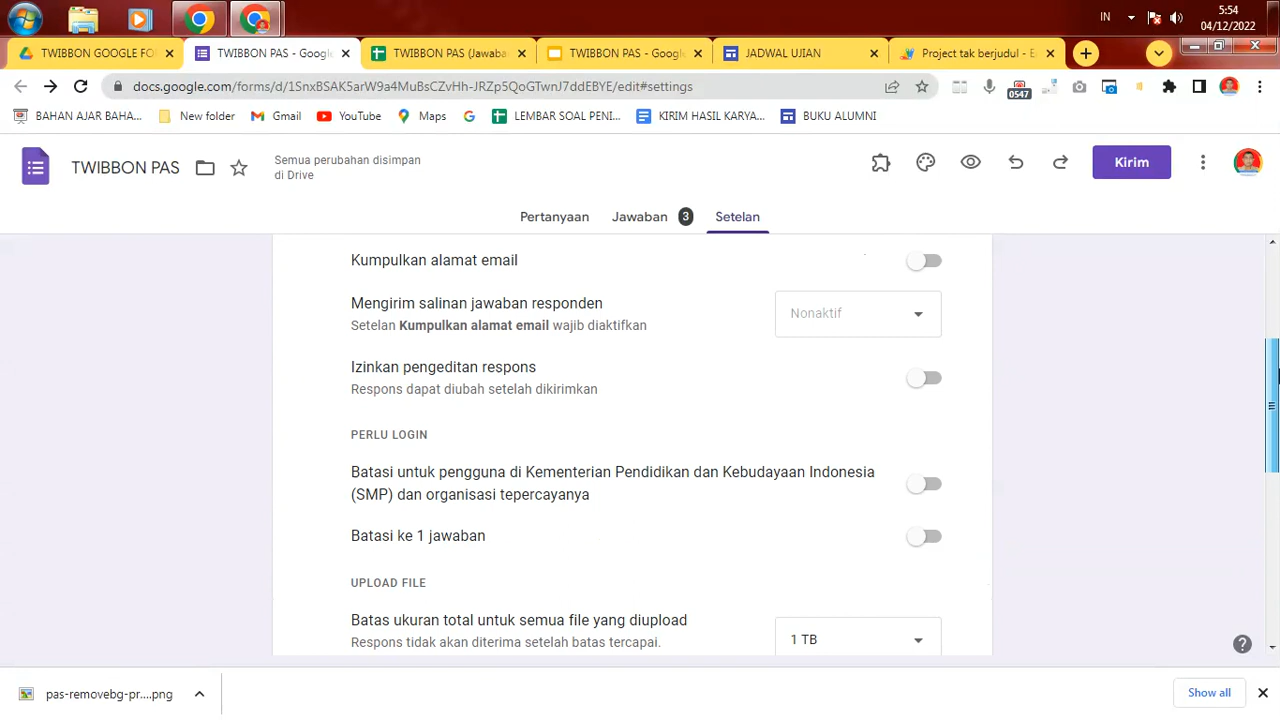 IN
5:54
04/12/2022
TWIBBON GOOGLE FO
TWIBBON PAS - Googl
TWIBBON PAS (Jawaba
TWIBBON PAS - Googl
JADWAL UJIAN
Project tak berjudul - E
docs.google.com/forms/d/1SnxBSAK5srW9a4MuBsCZvHh-JRZp5QoGTwnJ7ddEBYE/edit#settings
0547
BAHAN AJAR BAHA...
New folder
Gmail
YouTube
Maps
LEMBAR SOAL PENI...
KIRIM HASIL KARYA...
BUKU ALUMNI
TWIBBON PAS
Semua perubahan disimpan
di Drive
Kirim
Pertanyaan
Jawaban 3
Setelan
Kumpulkan alamat email
Mengirim salinan jawaban responden
Setelan Kumpulkan alamat email wajib diaktifkan
Nonaktif
Izinkan pengeditan respons
Respons dapat diubah setelah dikirimkan
PERLU LOGIN
Batasi untuk pengguna di Kementerian Pendidikan dan Kebudayaan Indonesia
(SMP) dan organisasi tepercayanya
Batasi ke 1 jawaban
UPLOAD FILE
Batas ukuran total untuk semua file yang diupload
Respons tidak akan diterima setelah batas tercapai.
1 TB
pas-removebg-pr....png
Show all